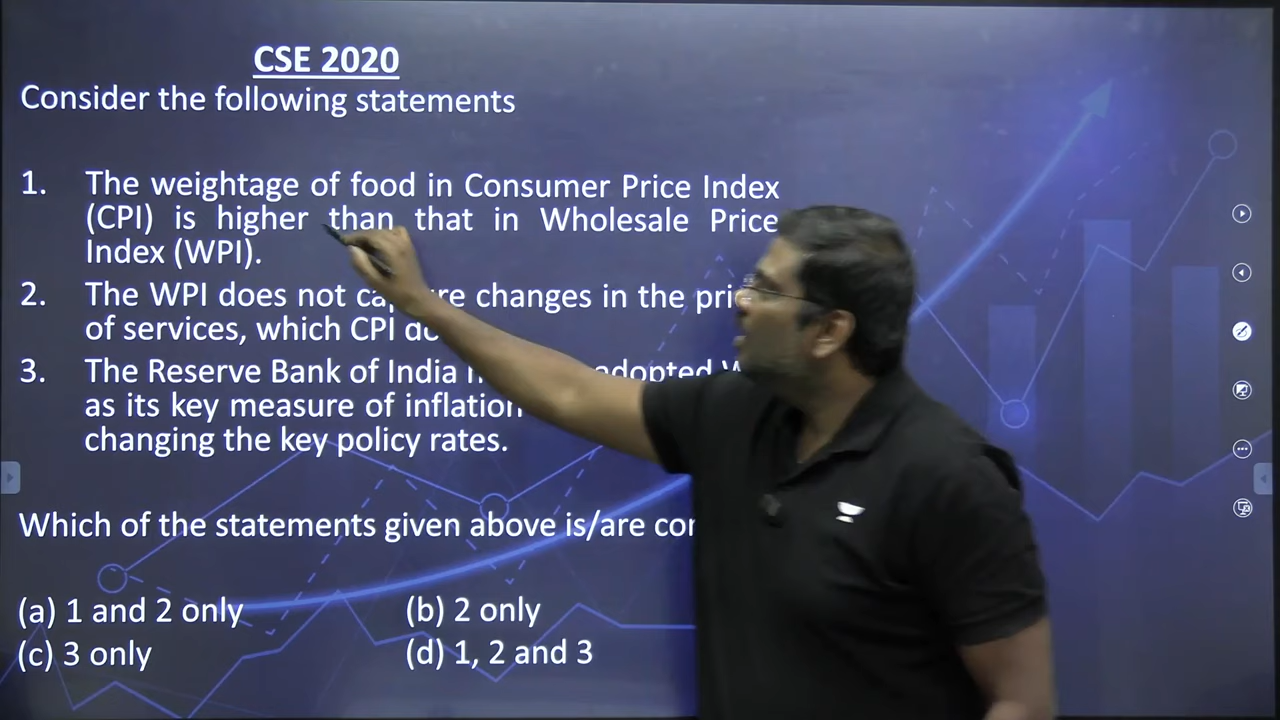 CSE 2020
Consider the following statements
1. The weightage of food in Consumer Price Index
(CPI) is higher than that in Wholesale Price
Index (WPI).
2. The WPI does not changes in the
of services, which CPI
3. The Reserve Bank of India adopted
as its key measure of inflation
changing the key policy rates.
Which of the statements given above is/are
(a) 1 and 2 only (b) 2 only
(c) 3 only (d) 1, 2 and 3